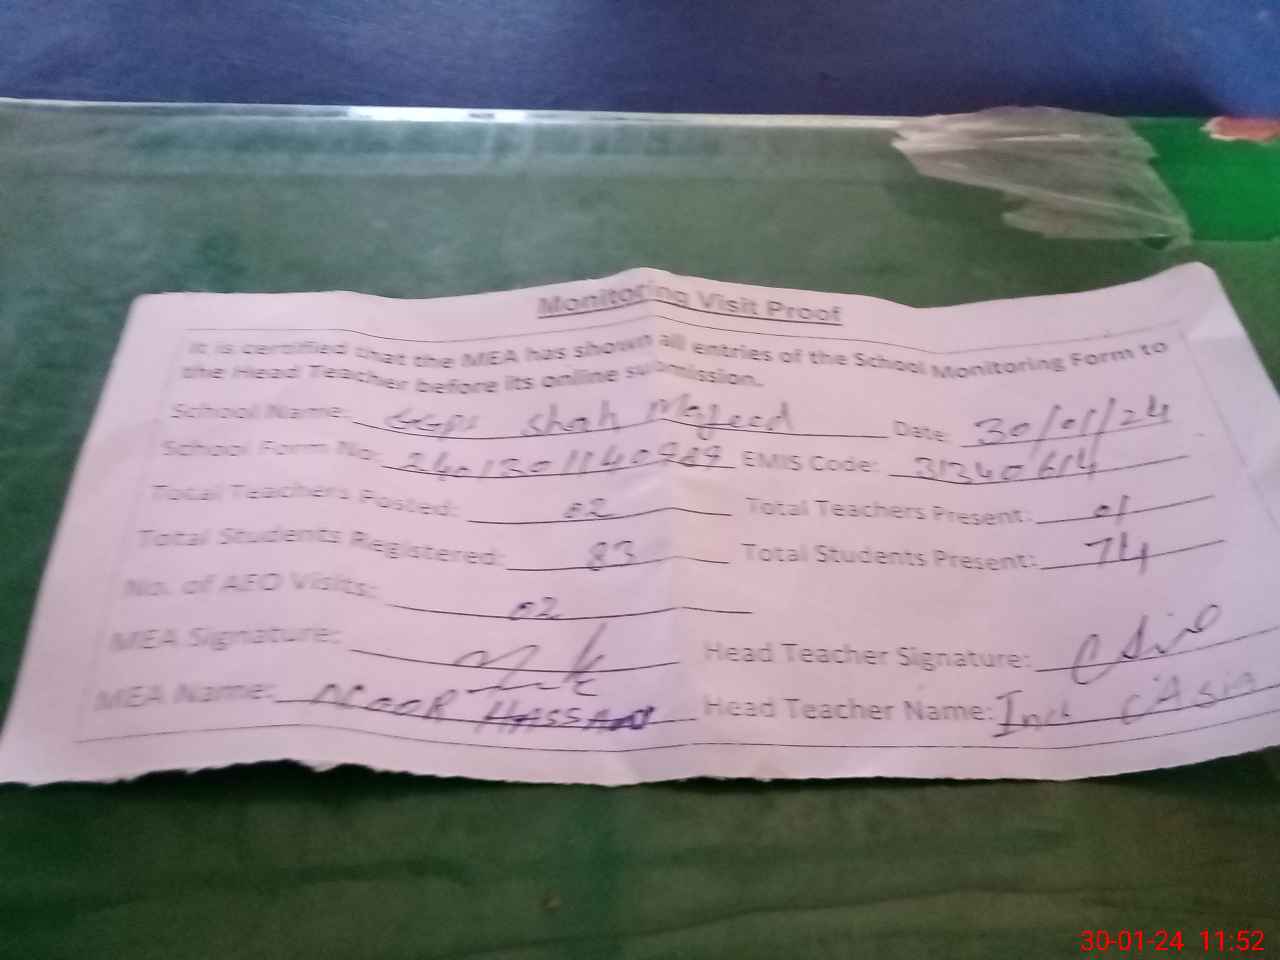 Monitoring Visit Proof
It is certified that the MEA has shown all entries of the School Monitoring Form to
the Head Teacher before its online submission.
School Name: GGPS Shah Majeed Date: 30/01/24
School Form No: EMIS Code: 31340614
Total Teachers Posted: 02 Total Teachers Present: 01
Total Students Registered: 83 Total Students Present: 74
No. of AEO Visits: 02
MEA Signature: Head Teacher Signature:
MEA Name: HASSAN Head Teacher Name: Asia
30-01-24 11:52